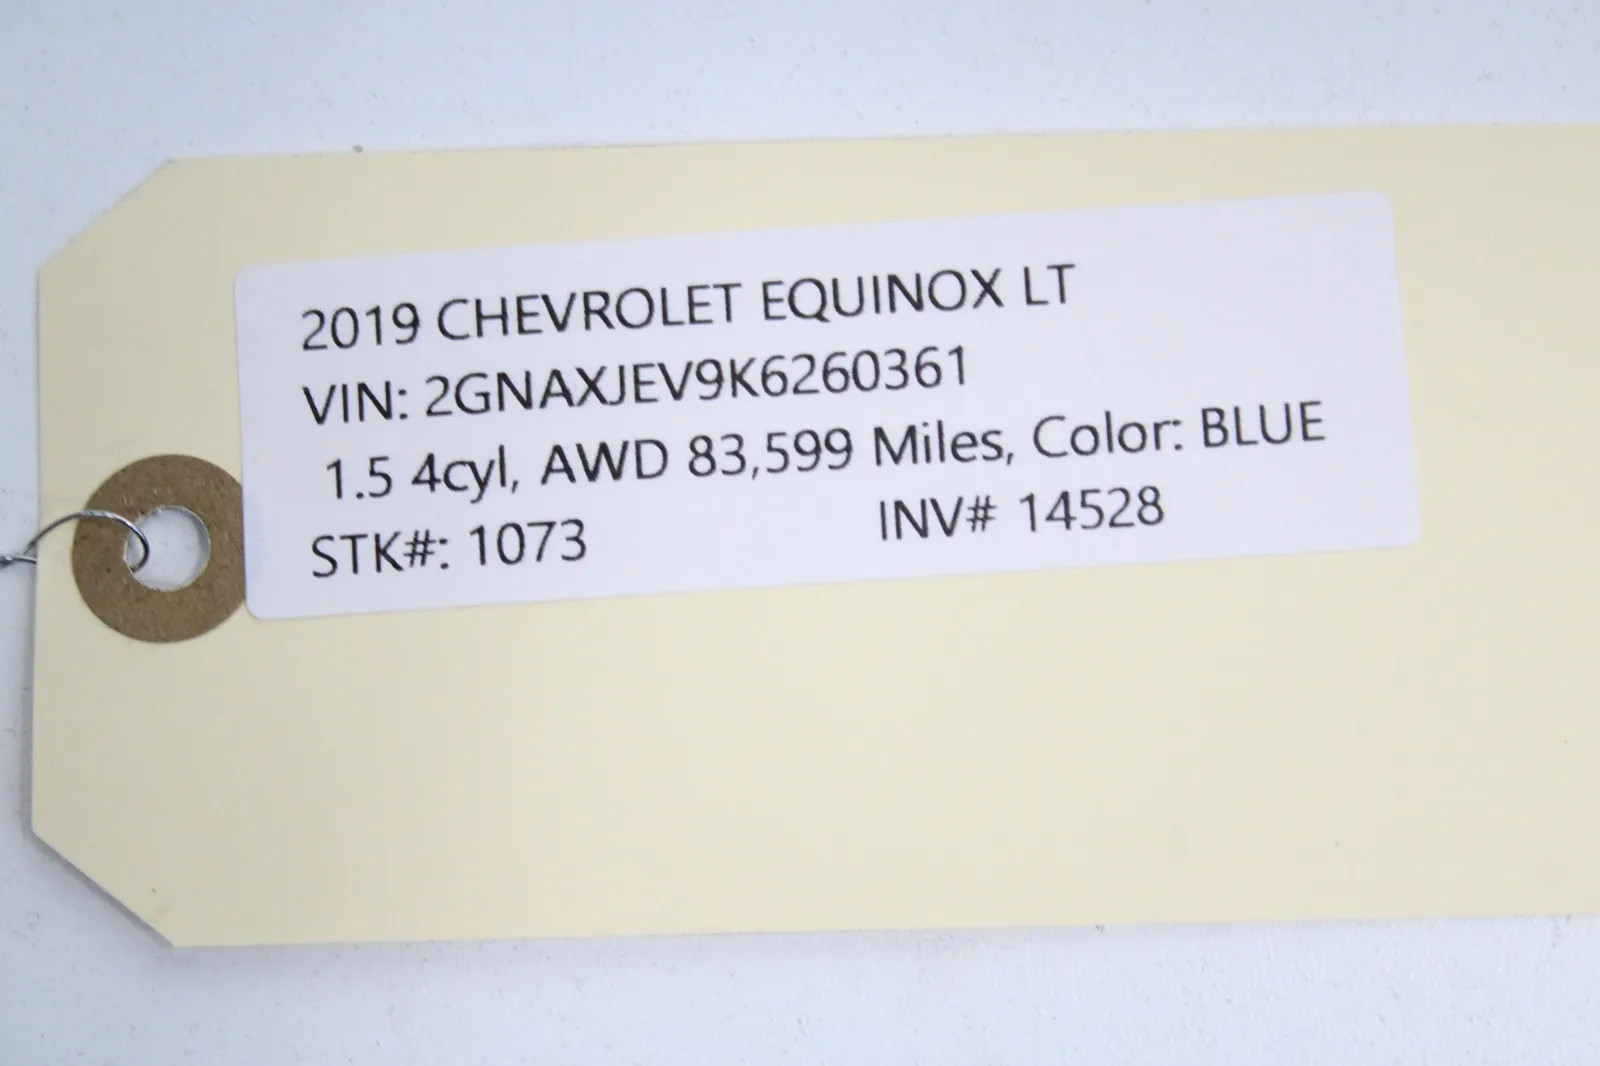 2019 CHEVROLET EQUINOX LT
VIN: 2GNAXJEV9K6260361
1.5 4cyl, AWD 83,599 Miles, Color: BLUE
STK#: 1073 INV# 14528